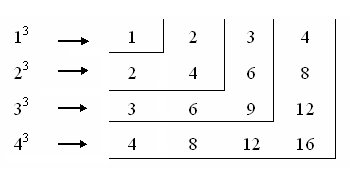 1³ → 1 2 3 4
2³ → 2 4 6 8
3³ → 3 6 9 12
4³ → 4 8 12 16